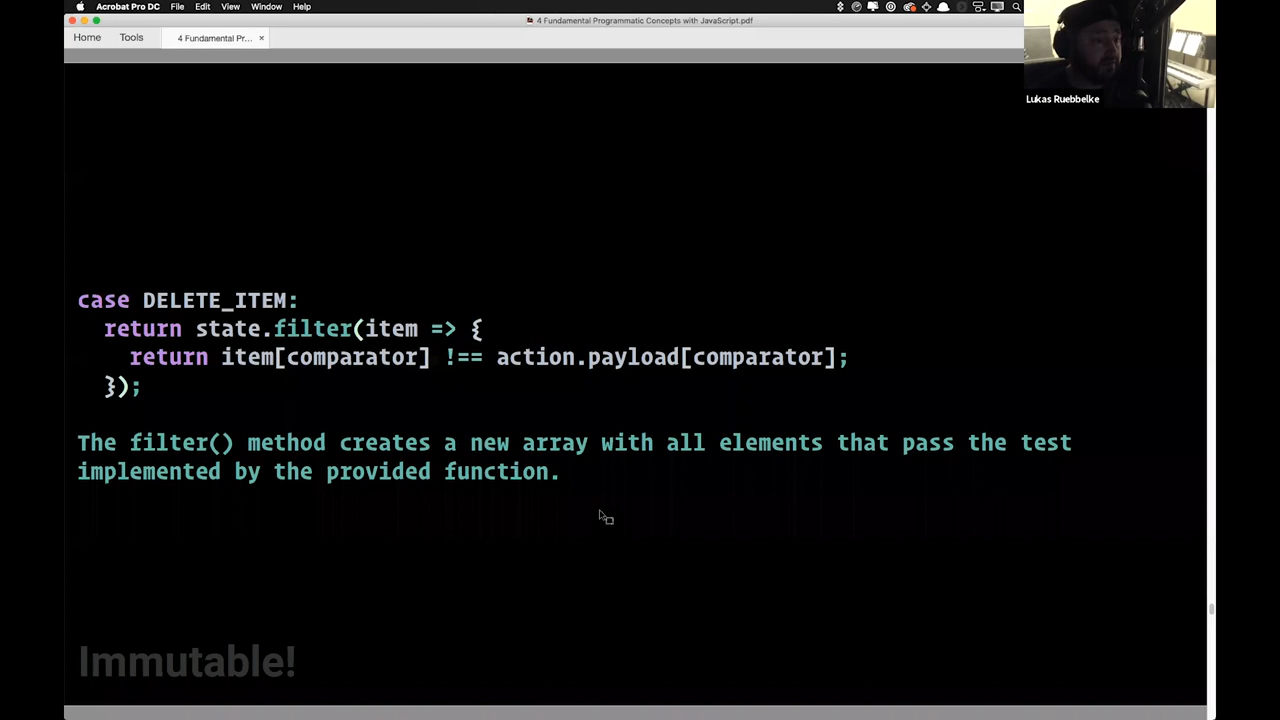 Acrobat Pro DC File Edit View Window Help
4 Fundamental Programmatic Concepts with JavaScript.pdf
Home Tools 4 Fundamental Pr... ×
Lukas Ruebbelke
case DELETE_ITEM:
return state.filter(item => {
return item[comparator] !== action.payload[comparator];
});
The filter() method creates a new array with all elements that pass the test
implemented by the provided function.
Immutable!